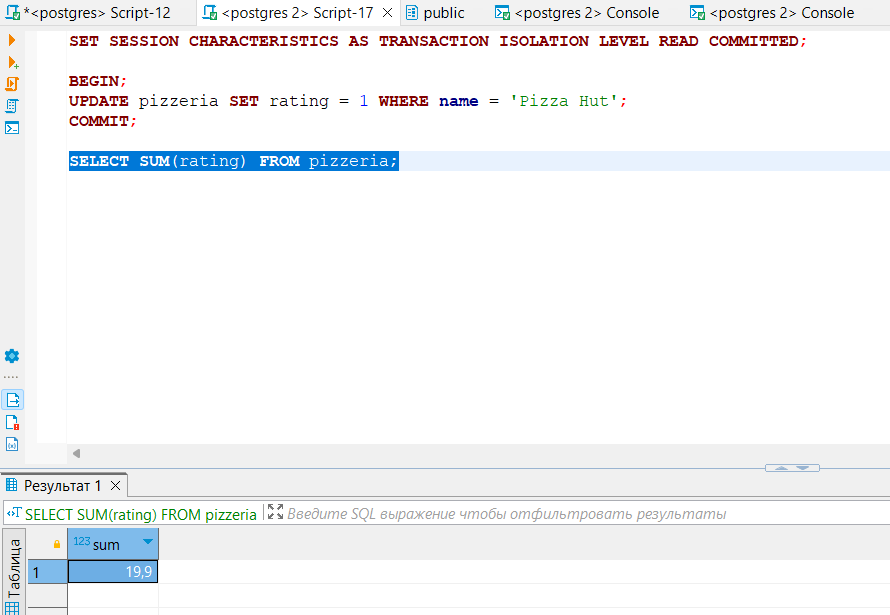 *<postgres> Script-12 <postgres 2> Script-17 public <postgres 2> Console <postgres 2> Console
SET SESSION CHARACTERISTICS AS TRANSACTION ISOLATION LEVEL READ COMMITTED;
BEGIN;
UPDATE pizzeria SET rating = 1 WHERE name = 'Pizza Hut';
COMMIT;
SELECT SUM(rating) FROM pizzeria;
Результат 1
SELECT SUM(rating) FROM pizzeria Введите SQL выражение чтобы отфильтровать результаты
Таблица
123 sum
1 19,9